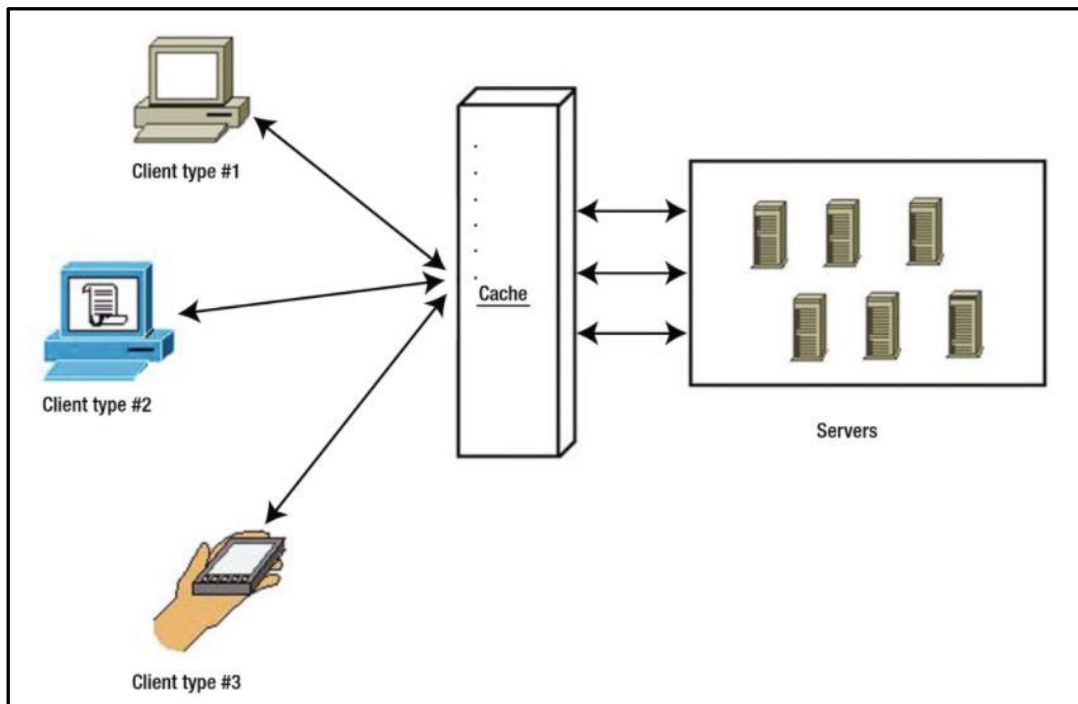 Client type #1
Client type #2
Client type #3
Cache
Servers